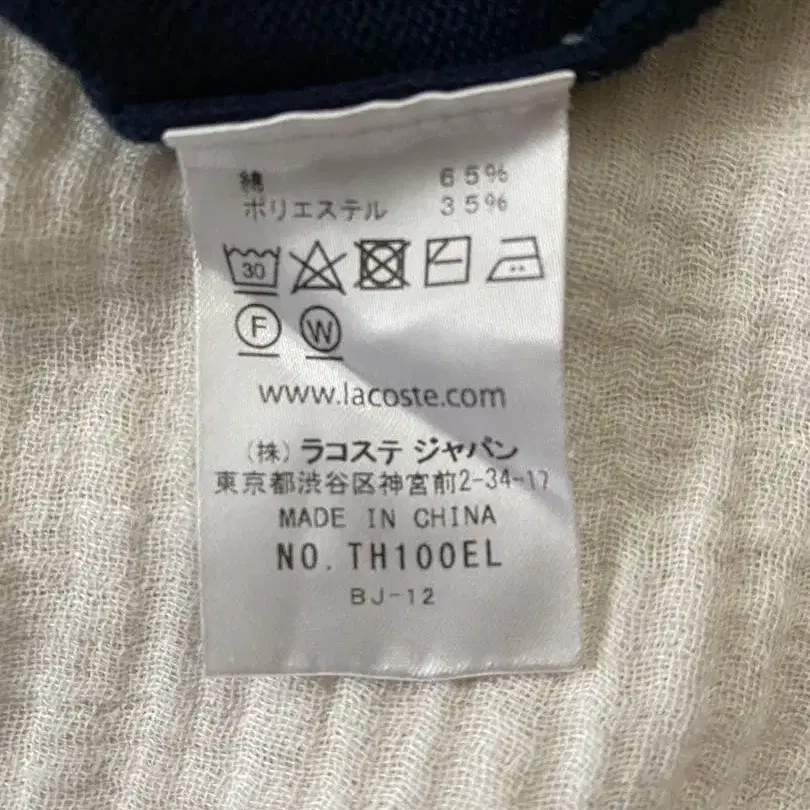 綿 65%
ポリエステル 35%
30
F W
www.lacoste.com
(株) ラコステ ジャパン
東京都渋谷区神宮前2-34-17
MADE IN CHINA
NO. TH100EL
BJ-12